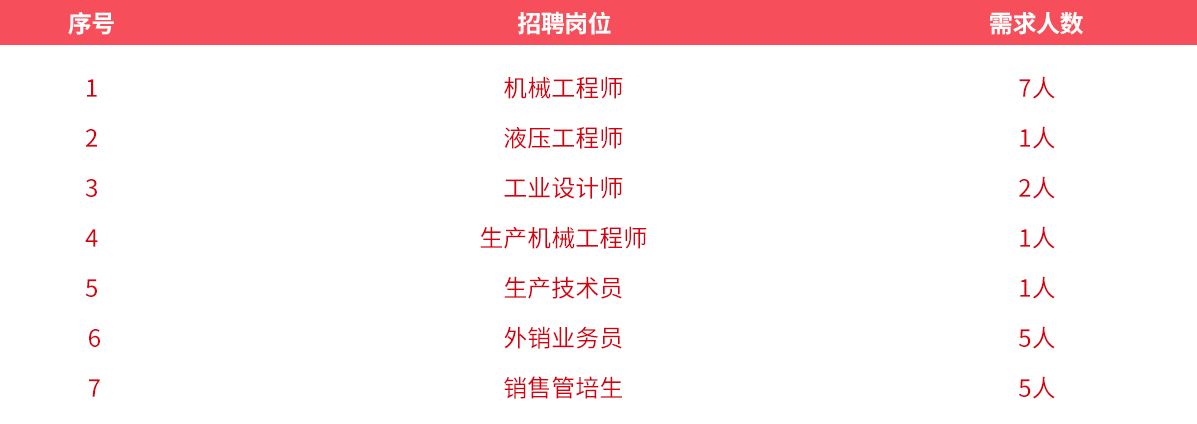 序号 招聘岗位 需求人数
1 机械工程师 7人
2 液压工程师 1人
3 工业设计师 2人
4 生产机械工程师 1人
5 生产技术员 1人
6 外销业务员 5人
7 销售管培生 5人